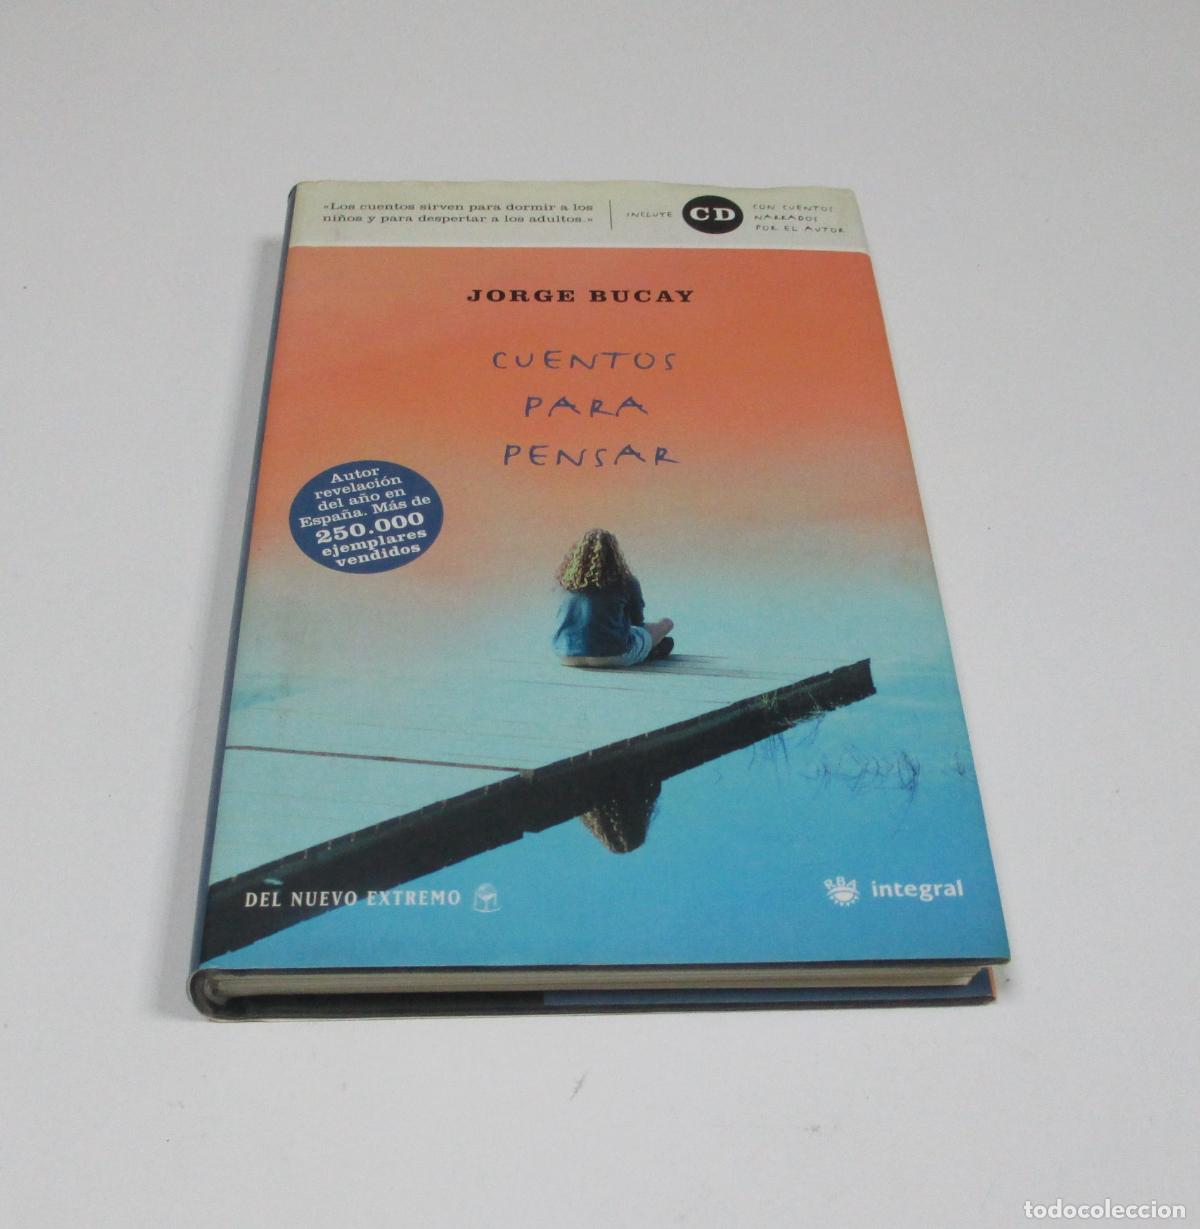 «Los cuentos sirven para dormir a los
niños y para despertar a los adultos.»
INCLUYE
CD
CON CUENTOS
NARRADOS
POR EL AUTOR
JORGE BUCAY
CUENTOS
PARA
PENSAR
Autor
revelación
del año en
España. Más de
250.000
ejemplares
vendidos
DEL NUEVO EXTREMO
RBA
integral
todocoleccion